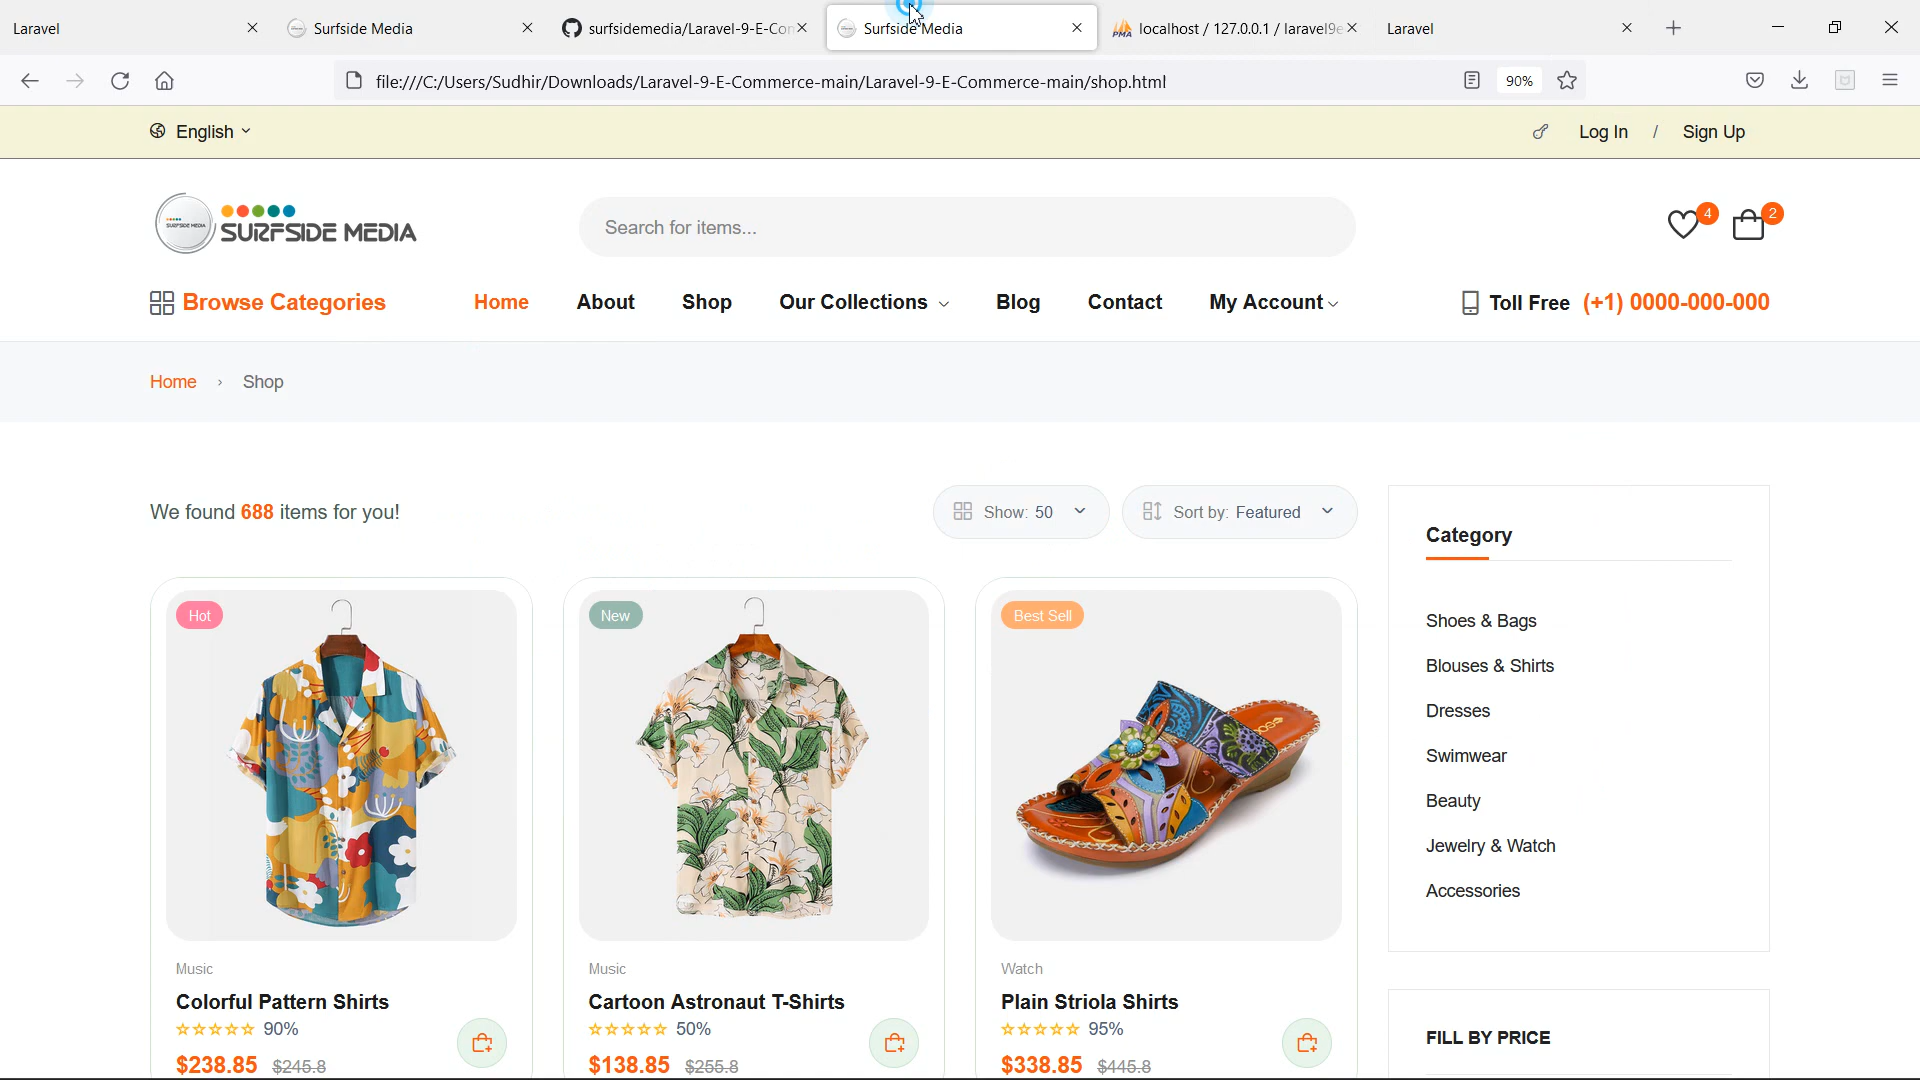 Laravel
Surfside Media
surfsidemedia/Laravel-9-E-Con
Surfside Media
localhost / 127.0.0.1 / laravel9e
Laravel
file:///C:/Users/Sudhir/Downloads/Laravel-9-E-Commerce-main/Laravel-9-E-Commerce-main/shop.html
90%
English
Log In / Sign Up
SURFSIDE MEDIA
SURFSIDE MEDIA
Search for items...
4
2
Browse Categories
Home
About
Shop
Our Collections
Blog
Contact
My Account
Toll Free (+1) 0000-000-000
Home › Shop
We found 688 items for you!
Show: 50
Sort by: Featured
Category
Shoes & Bags
Blouses & Shirts
Dresses
Swimwear
Beauty
Jewelry & Watch
Accessories
Hot
New
Best Sell
Music
Colorful Pattern Shirts
90%
$238.85 $245.8
Music
Cartoon Astronaut T-Shirts
50%
$138.85 $255.8
Watch
Plain Striola Shirts
95%
$338.85 $445.8
FILL BY PRICE